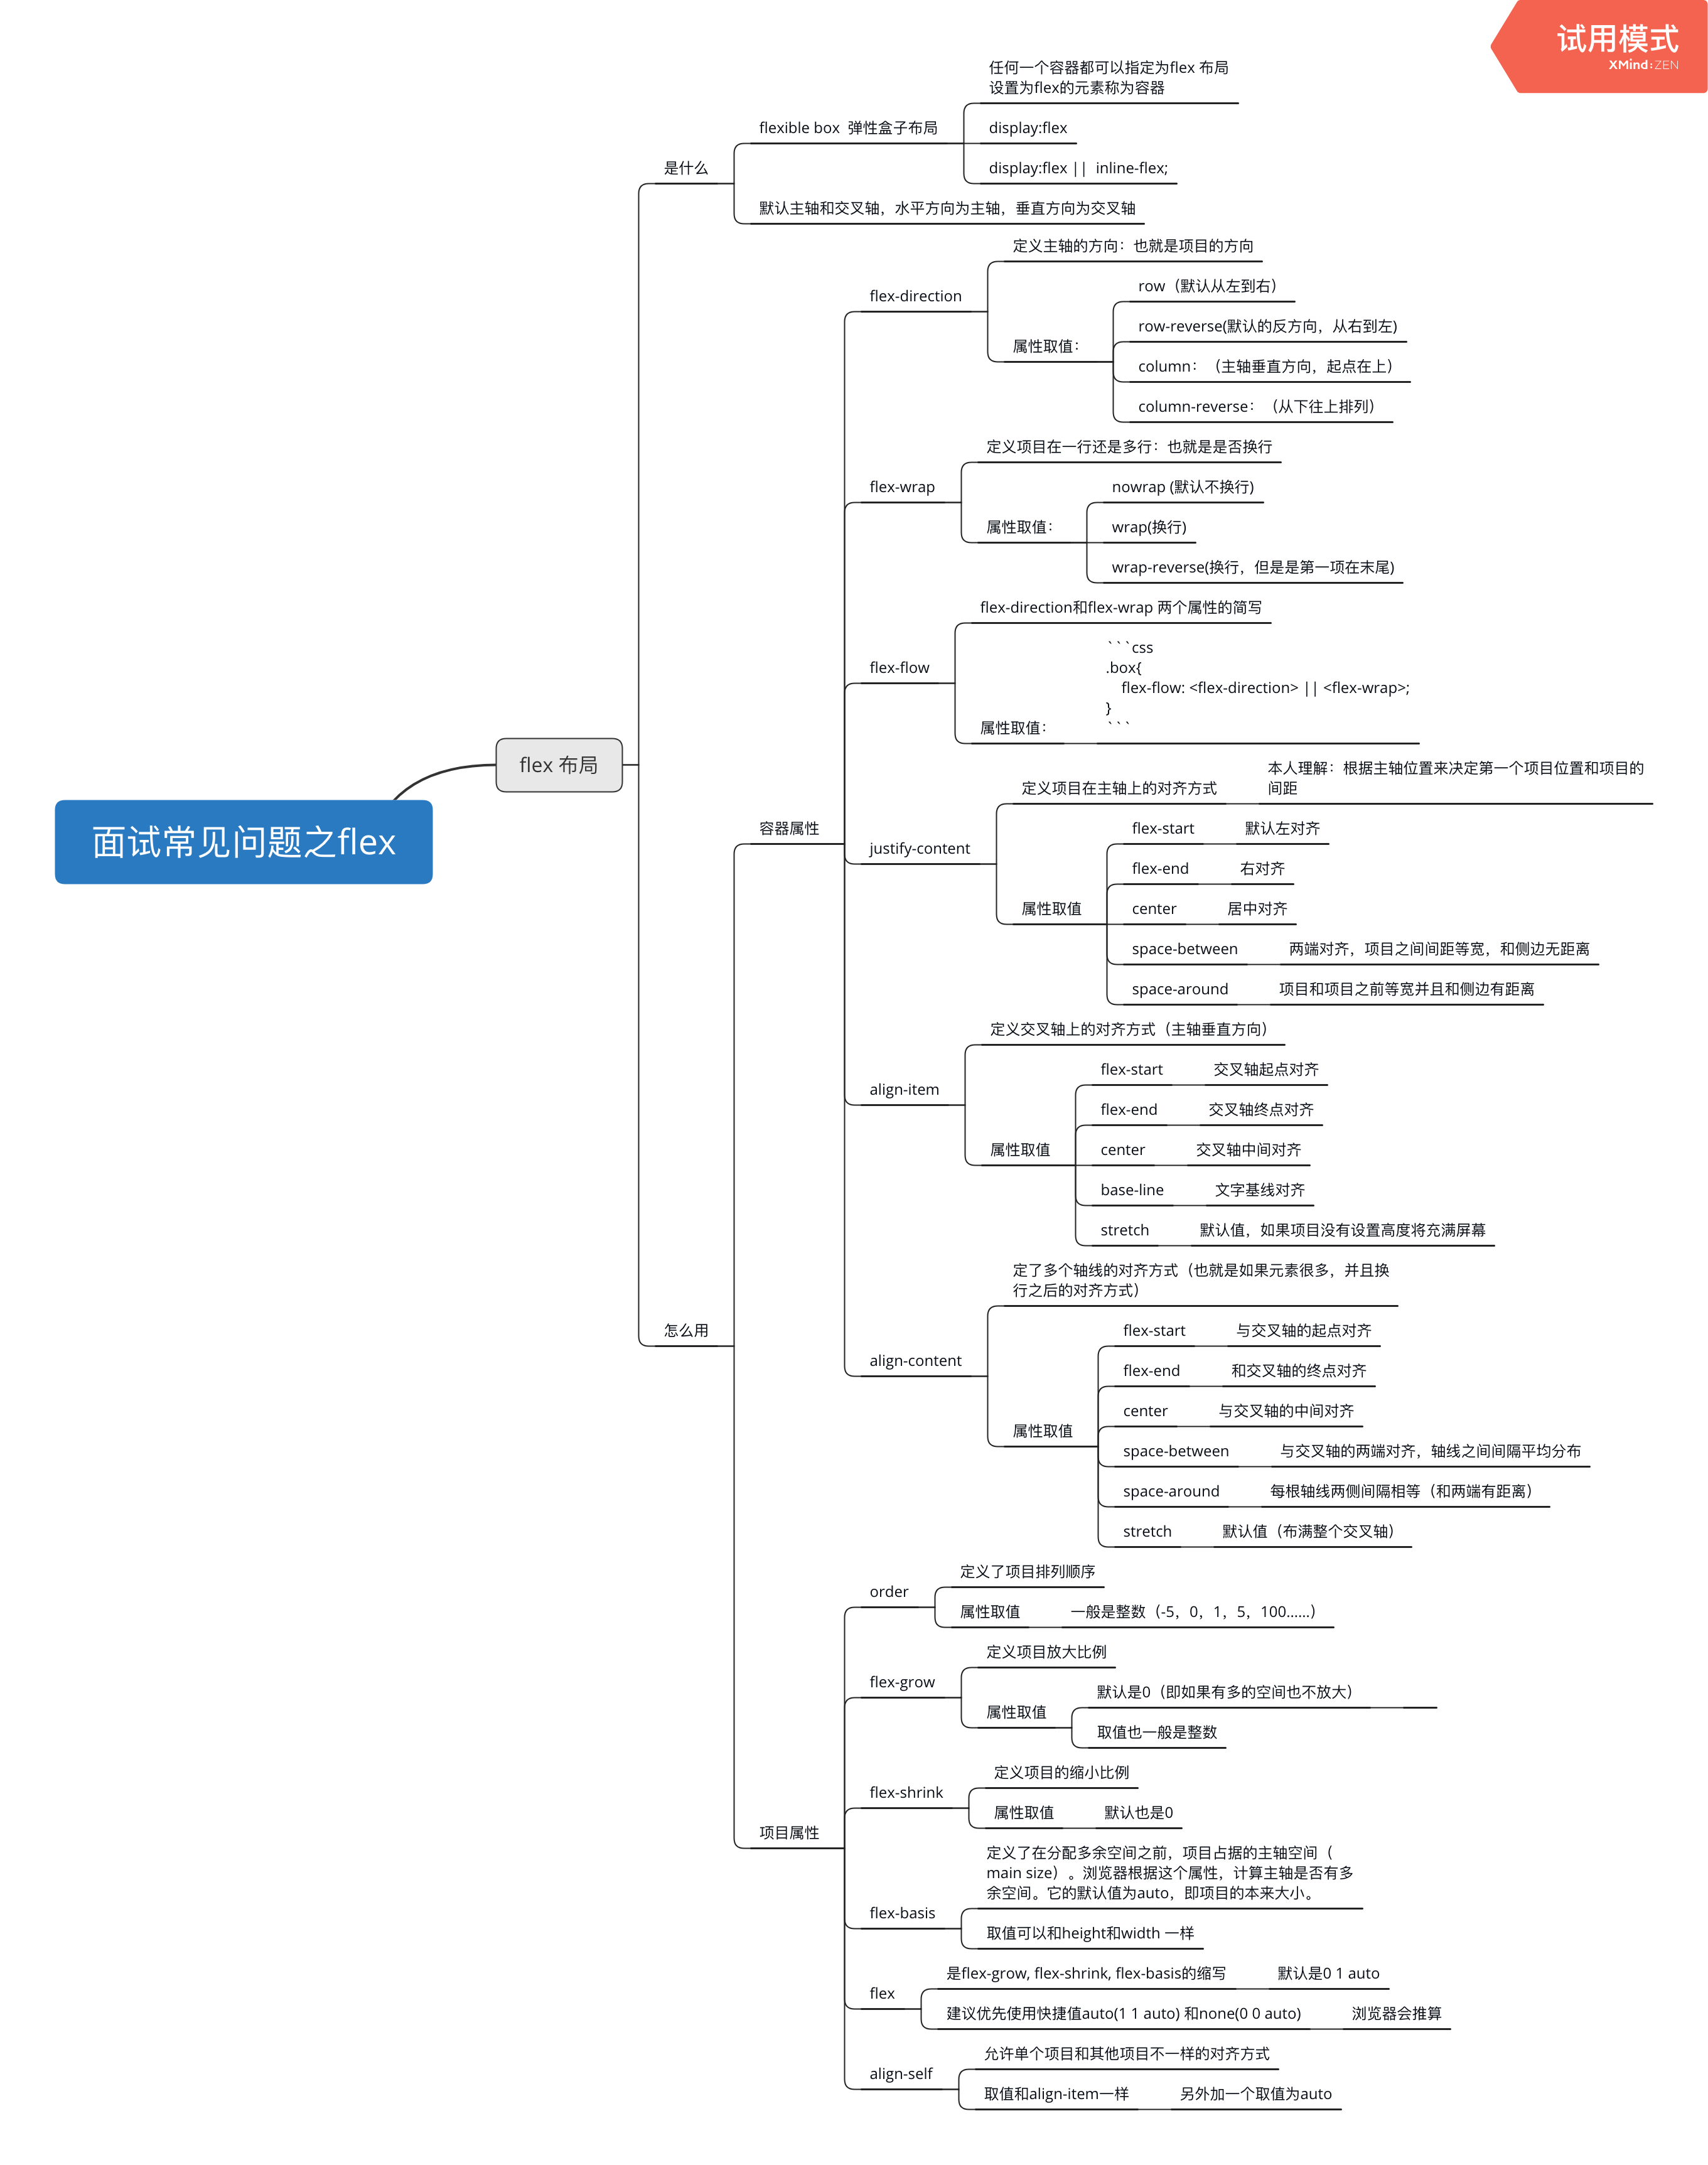 试用模式
XMind:ZEN
面试常见问题之flex
flex 布局
是什么
flexible box  弹性盒子布局
任何一个容器都可以指定为flex 布局
设置为flex的元素称为容器
display:flex
display:flex ||  inline-flex;
默认主轴和交叉轴，水平方向为主轴，垂直方向为交叉轴
怎么用
容器属性
flex-direction
定义主轴的方向：也就是项目的方向
属性取值：
row（默认从左到右）
row-reverse(默认的反方向，从右到左)
column：（主轴垂直方向，起点在上）
column-reverse：（从下往上排列）
flex-wrap
定义项目在一行还是多行：也就是是否换行
属性取值：
nowrap (默认不换行)
wrap(换行)
wrap-reverse(换行，但是是第一项在末尾)
flex-flow
flex-direction和flex-wrap 两个属性的简写
属性取值：
```css
.box{
    flex-flow: <flex-direction> || <flex-wrap>;
}
```
justify-content
定义项目在主轴上的对齐方式
本人理解：根据主轴位置来决定第一个项目位置和项目的
间距
属性取值
flex-start
默认左对齐
flex-end
右对齐
center
居中对齐
space-between
两端对齐，项目之间间距等宽，和侧边无距离
space-around
项目和项目之前等宽并且和侧边有距离
align-item
定义交叉轴上的对齐方式（主轴垂直方向）
属性取值
flex-start
交叉轴起点对齐
flex-end
交叉轴终点对齐
center
交叉轴中间对齐
base-line
文字基线对齐
stretch
默认值，如果项目没有设置高度将充满屏幕
align-content
定了多个轴线的对齐方式（也就是如果元素很多，并且换
行之后的对齐方式）
属性取值
flex-start
与交叉轴的起点对齐
flex-end
和交叉轴的终点对齐
center
与交叉轴的中间对齐
space-between
与交叉轴的两端对齐，轴线之间间隔平均分布
space-around
每根轴线两侧间隔相等（和两端有距离）
stretch
默认值（布满整个交叉轴）
项目属性
order
定义了项目排列顺序
属性取值
一般是整数（-5，0，1，5，100......）
flex-grow
定义项目放大比例
属性取值
默认是0（即如果有多的空间也不放大）
取值也一般是整数
flex-shrink
定义项目的缩小比例
属性取值
默认也是0
flex-basis
定义了在分配多余空间之前，项目占据的主轴空间（
main size）。浏览器根据这个属性，计算主轴是否有多
余空间。它的默认值为auto，即项目的本来大小。
取值可以和height和width 一样
flex
是flex-grow, flex-shrink, flex-basis的缩写
默认是0 1 auto
建议优先使用快捷值auto(1 1 auto) 和none(0 0 auto)
浏览器会推算
align-self
允许单个项目和其他项目不一样的对齐方式
取值和align-item一样
另外加一个取值为auto